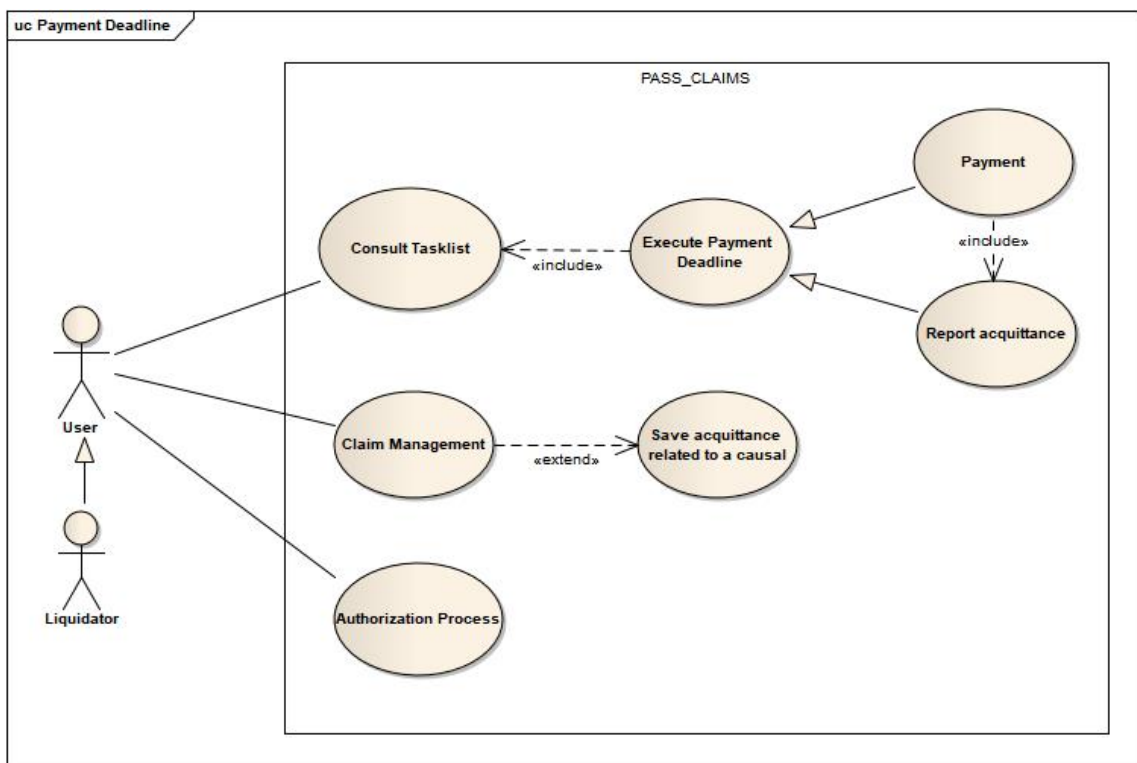 uc Payment Deadline
PASS_CLAIMS
Payment
Consult Tasklist
«include»
Execute Payment
Deadline
«include»
Report acquittance
User
Claim Management
«extend»
Save acquittance
related to a causal
Liquidator
Authorization Process